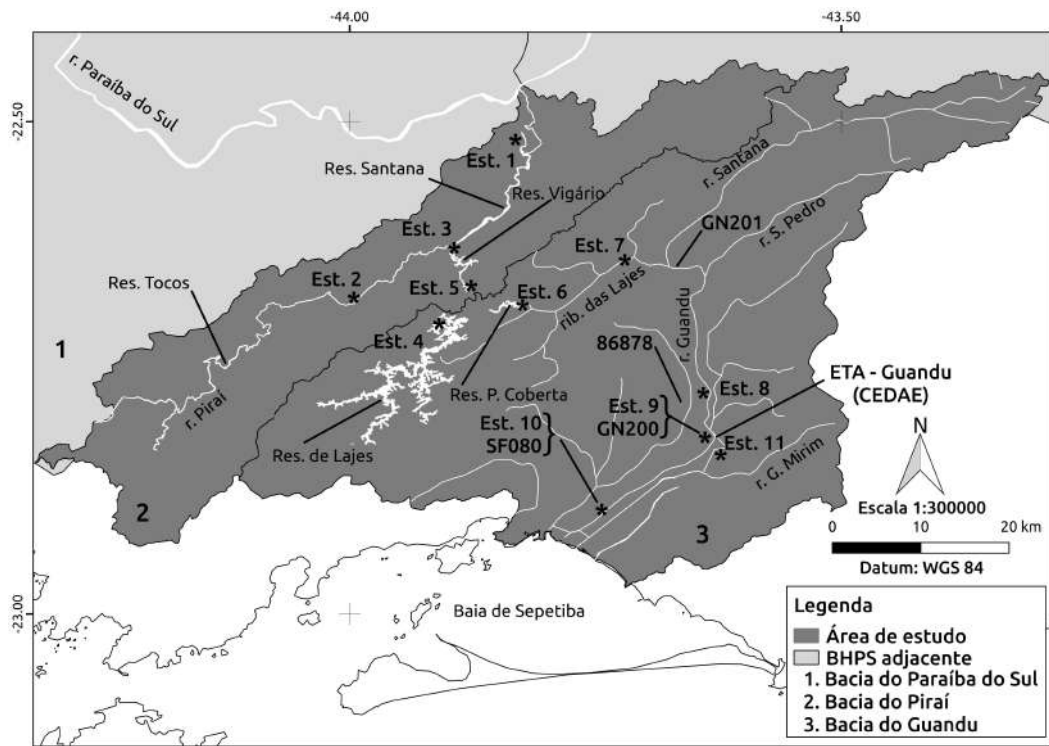 -44.00
-43.50
r. Paraíba do Sul
-22.50
Est. 1
Res. Santana
r. Santana
Res. Vigário
r. S. Pedro
GN201
Est. 3
Est. 7
Res. Tocos
Est. 2
Est. 5
Est. 6
rib. das Lajes
r. Guandu
Est. 4
86878
1
ETA - Guandu
(CEDAE)
Res. P. Coberta
Est. 8
r. Piraí
Est. 9
GN200
Est. 10
SF080
Est. 11
Res. de Lajes
r. G. Mirim
N
2
3
Escala 1:300000
0 10 20 km
Datum: WGS 84
-23.00
Baia de Sepetiba
Legenda
Área de estudo
BHPS adjacente
1. Bacia do Paraíba do Sul
2. Bacia do Piraí
3. Bacia do Guandu